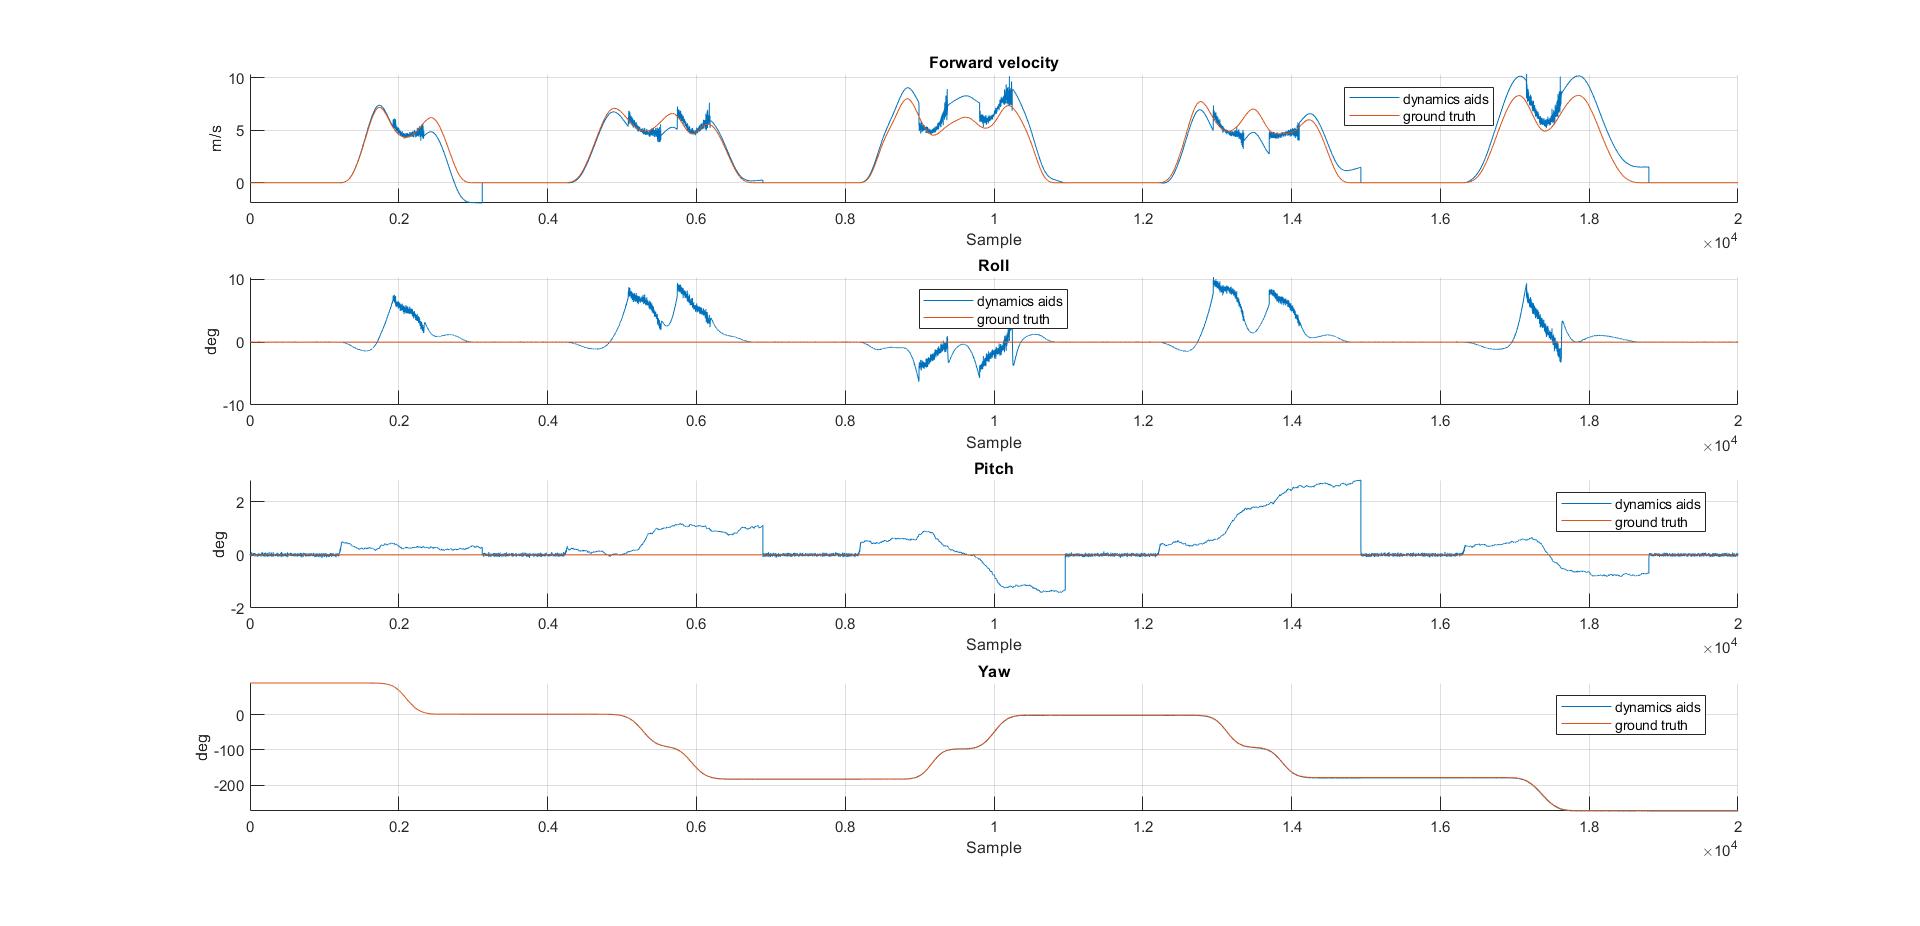 Forward velocity
10
5
0
m/s
dynamics aids
ground truth
0 0.2 0.4 0.6 0.8 1 1.2 1.4 1.6 1.8 2
Sample
×10^4
Roll
10
0
-10
deg
dynamics aids
ground truth
0 0.2 0.4 0.6 0.8 1 1.2 1.4 1.6 1.8 2
Sample
×10^4
Pitch
2
0
-2
deg
dynamics aids
ground truth
0 0.2 0.4 0.6 0.8 1 1.2 1.4 1.6 1.8 2
Sample
×10^4
Yaw
0
-100
-200
deg
dynamics aids
ground truth
0 0.2 0.4 0.6 0.8 1 1.2 1.4 1.6 1.8 2
Sample
×10^4